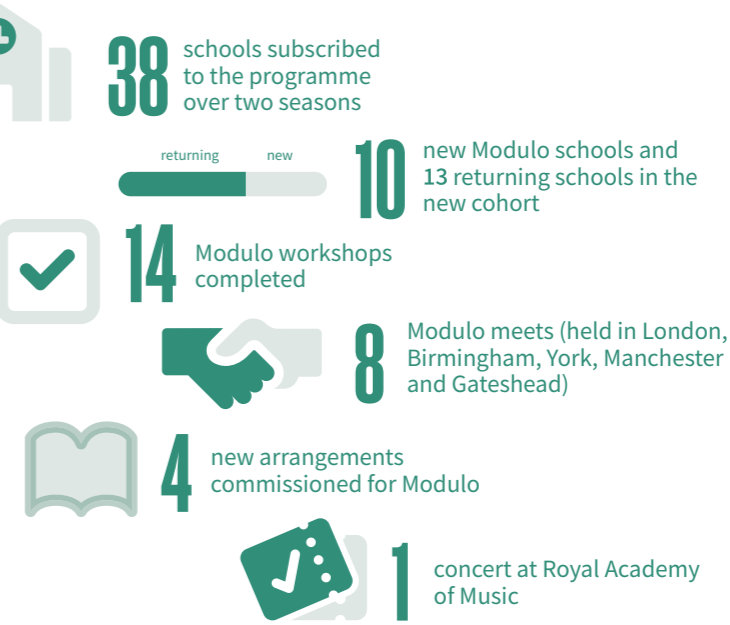 38
schools subscribed
to the programme
over two seasons
returning new
10
new Modulo schools and
13 returning schools in the
new cohort
14
Modulo workshops
completed
8
Modulo meets (held in London,
Birmingham, York, Manchester
and Gateshead)
4
new arrangements
commissioned for Modulo
1
concert at Royal Academy
of Music